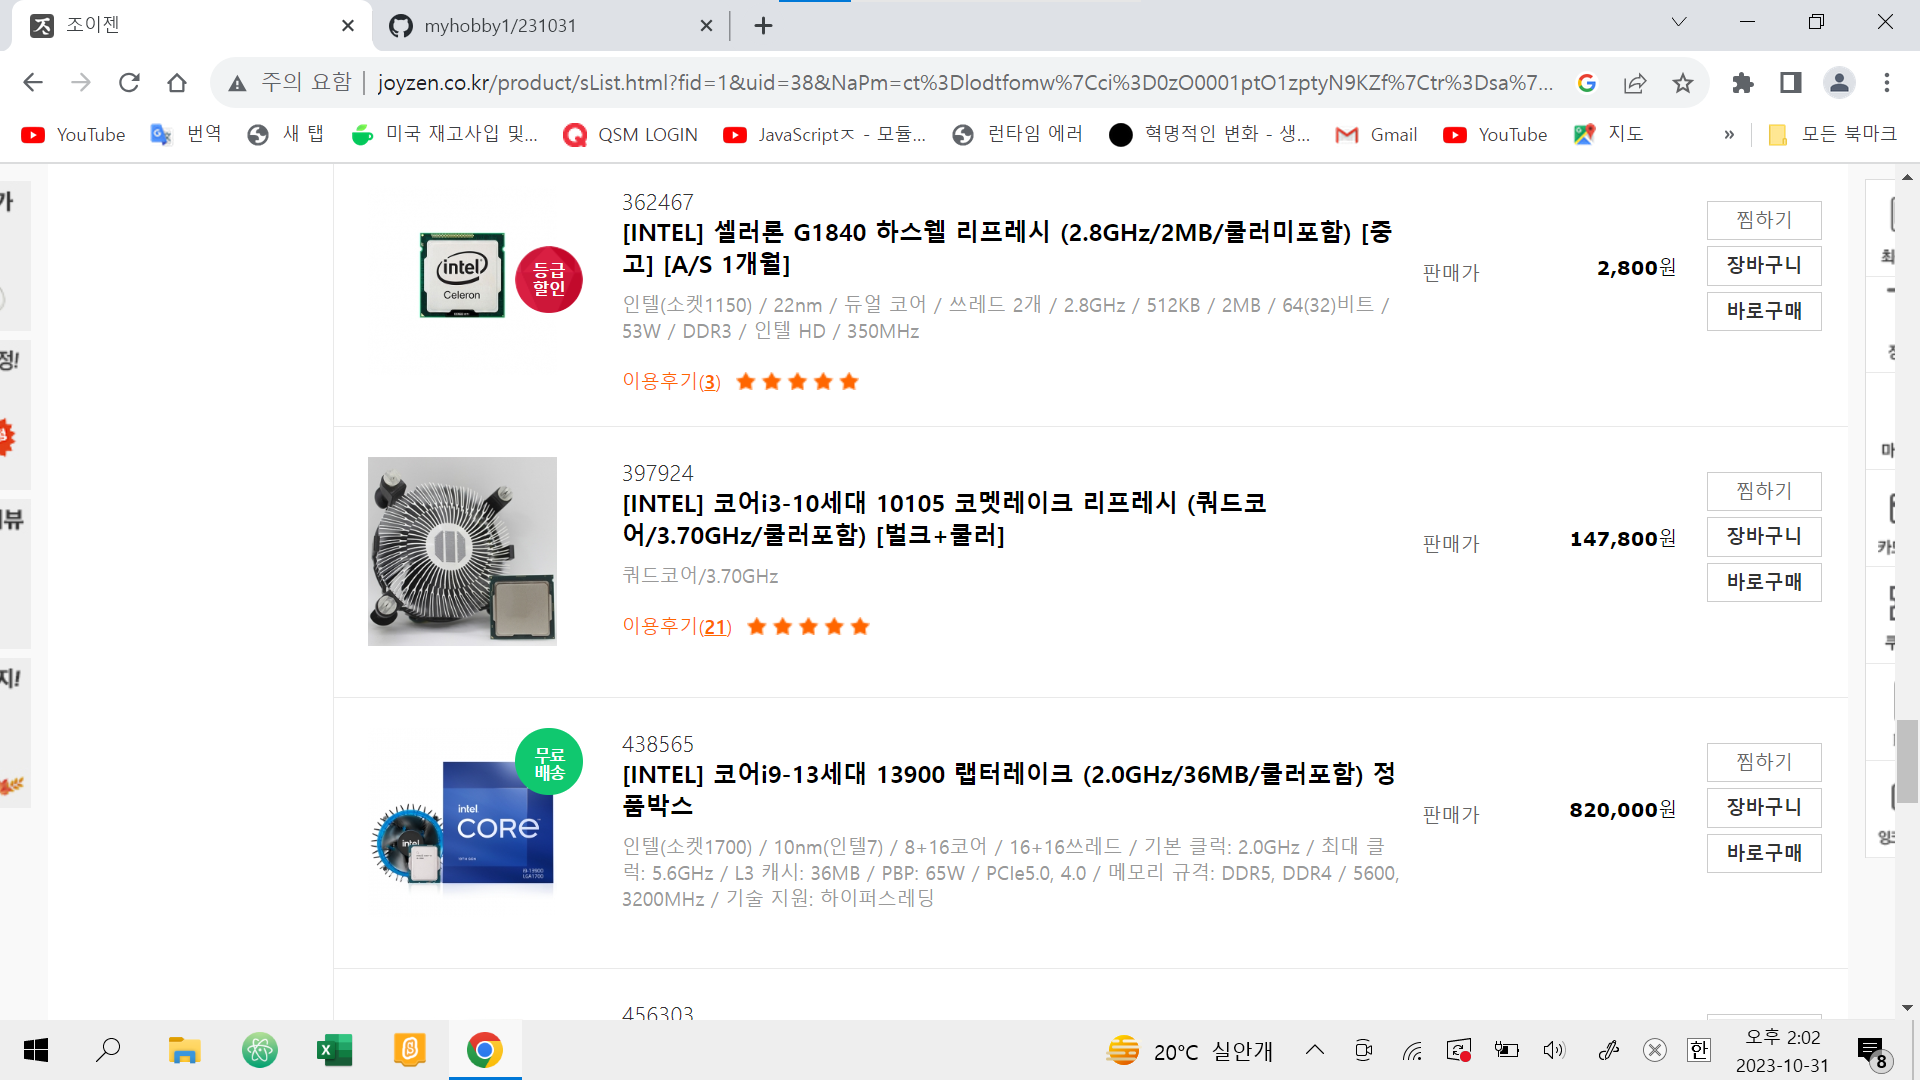 조이젠
myhobby1/231031
주의 요함
joyzen.co.kr/product/sList.html?fid=1&uid=38&NaPm=ct%3Dlodtfomw%7Cci%3D0zO0001ptO1zptyN9KZf%7Ctr%3Dsa%7...
YouTube
번역
새 탭
미국 재고사입 및...
QSM LOGIN
JavaScriptㅈ - 모듈...
런타임 에러
혁명적인 변화 - 생...
Gmail
YouTube
지도
»
모든 북마크
362467
[INTEL] 셀러론 G1840 하스웰 리프레시 (2.8GHz/2MB/쿨러미포함) [중
고] [A/S 1개월]
인텔(소켓1150) / 22nm / 듀얼 코어 / 쓰레드 2개 / 2.8GHz / 512KB / 2MB / 64(32)비트 /
53W / DDR3 / 인텔 HD / 350MHz
이용후기(3)
intel
Celeron
등급
할인
판매가
2,800원
찜하기
장바구니
바로구매
397924
[INTEL] 코어i3-10세대 10105 코멧레이크 리프레시 (쿼드코
어/3.70GHz/쿨러포함) [벌크+쿨러]
쿼드코어/3.70GHz
이용후기(21)
판매가
147,800원
찜하기
장바구니
바로구매
438565
[INTEL] 코어i9-13세대 13900 랩터레이크 (2.0GHz/36MB/쿨러포함) 정
품박스
인텔(소켓1700) / 10nm(인텔7) / 8+16코어 / 16+16쓰레드 / 기본 클럭: 2.0GHz / 최대 클
럭: 5.6GHz / L3 캐시: 36MB / PBP: 65W / PCIe5.0, 4.0 / 메모리 규격: DDR5, DDR4 / 5600,
3200MHz / 기술 지원: 하이퍼스레딩
무료
배송
intel
CORE
intel
판매가
820,000원
찜하기
장바구니
바로구매
456303
가
정!
뷰
지!
20°C 실안개
한
오후 2:02
2023-10-31
8